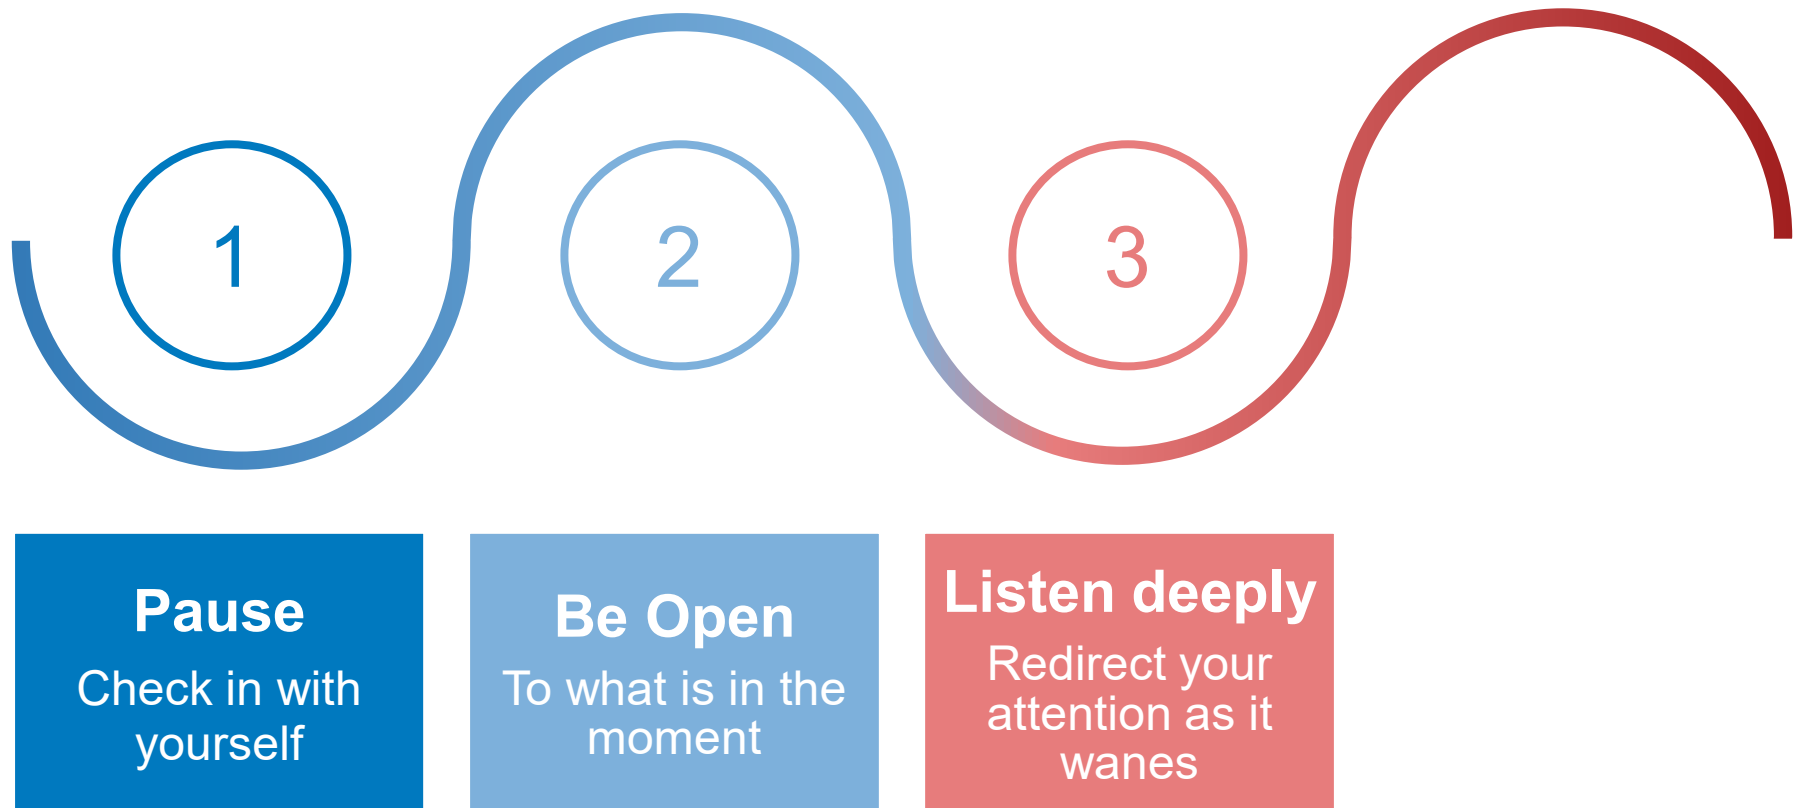 1
2
3
Pause
Check in with
yourself
Be Open
To what is in the
moment
Listen deeply
Redirect your
attention as it
wanes